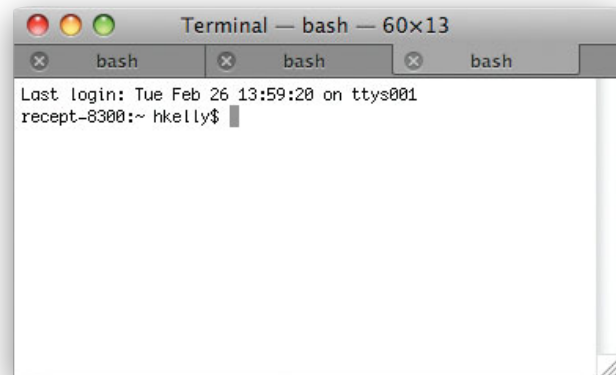 Terminal — bash — 60×13
bash bash bash
Last login: Tue Feb 26 13:59:20 on ttys001
recept-8300:~ hkelly$